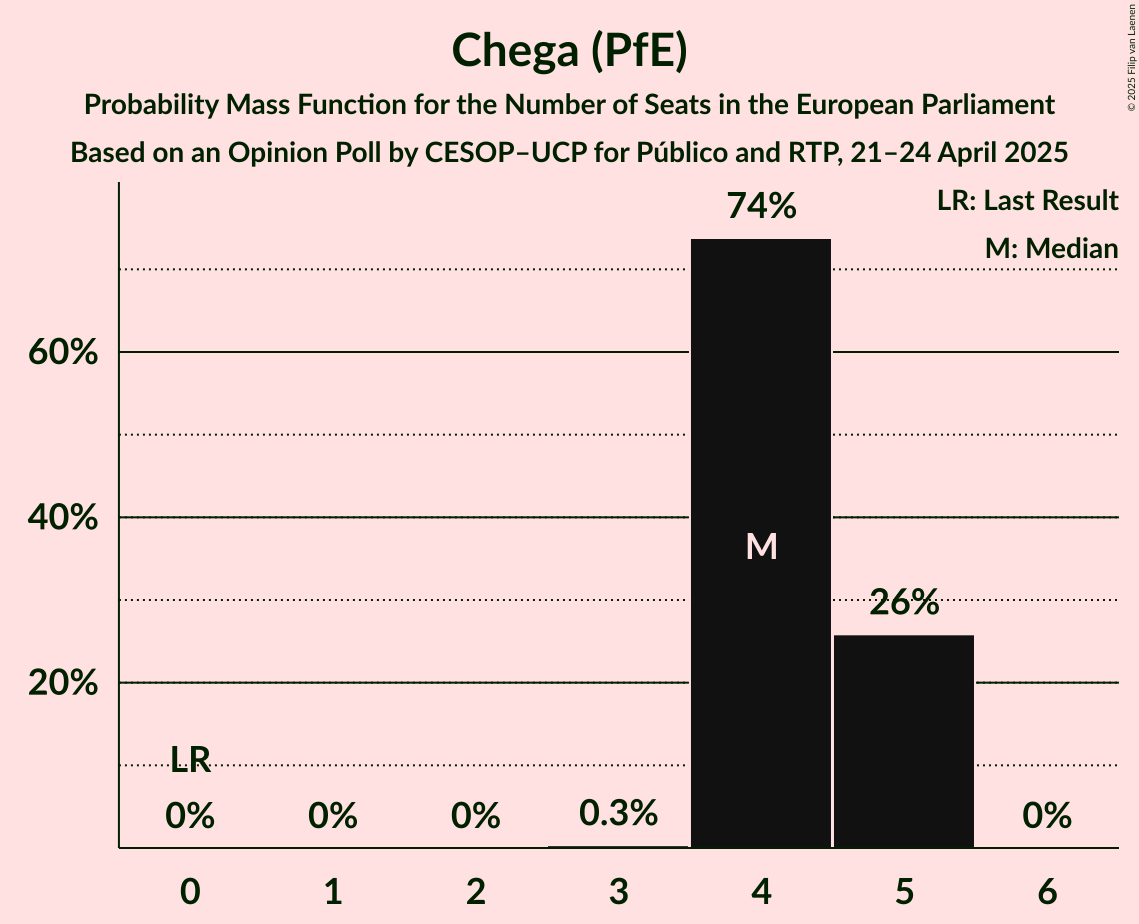 Chega (PfE)
Probability Mass Function for the Number of Seats in the European Parliament
Based on an Opinion Poll by CESOP–UCP for Público and RTP, 21–24 April 2025
© 2025 Filip van Laenen
LR: Last Result
M: Median
74%
60%
40%
M
26%
20%
LR
0%
0%
0%
0.3%
0%
0
1
2
3
4
5
6